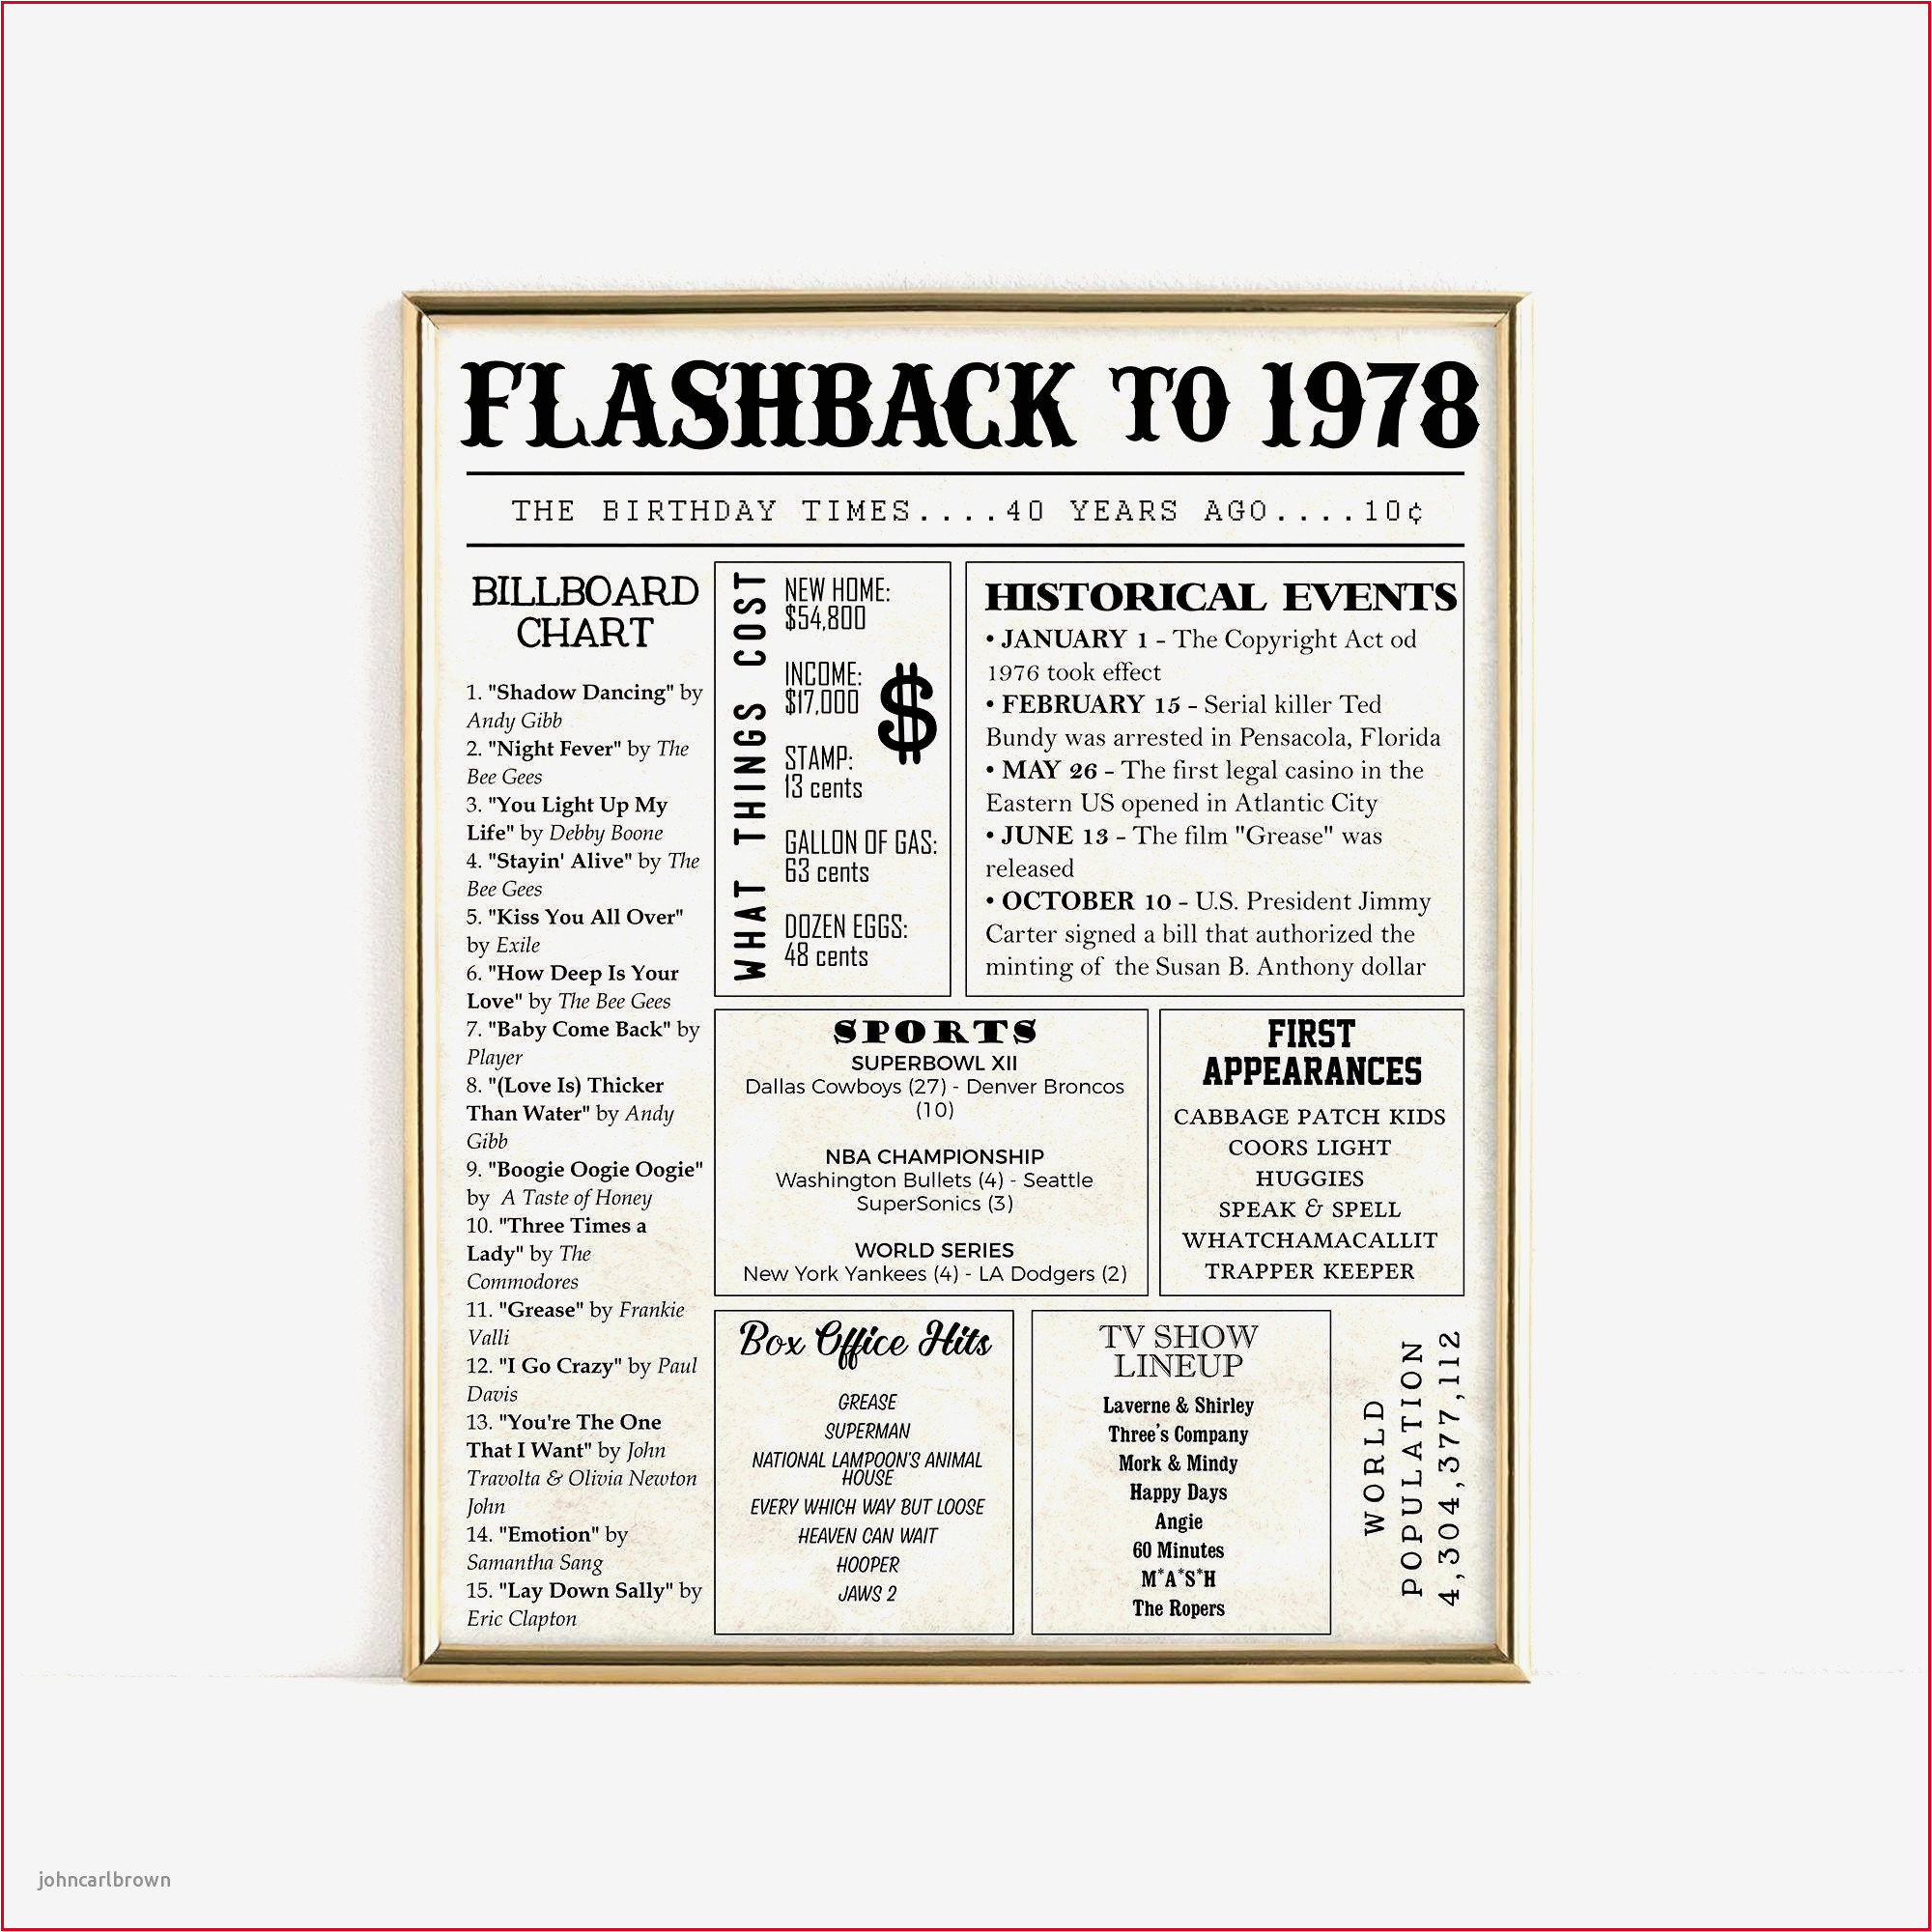 FLASHBACK TO 1978
THE BIRTHDAY TIMES....40 YEARS AGO....10¢
BILLBOARD
CHART
1. "Shadow Dancing" by
Andy Gibb
2. "Night Fever" by The
Bee Gees
3. "You Light Up My
Life" by Debby Boone
4. "Stayin' Alive" by The
Bee Gees
5. "Kiss You All Over"
by Exile
6. "How Deep Is Your
Love" by The Bee Gees
7. "Baby Come Back" by
Player
8. "(Love Is) Thicker
Than Water" by Andy
Gibb
9. "Boogie Oogie Oogie"
by A Taste of Honey
10. "Three Times a
Lady" by The
Commodores
11. "Grease" by Frankie
Valli
12. "I Go Crazy" by Paul
Davis
13. "You're The One
That I Want" by John
Travolta & Olivia Newton
John
14. "Emotion" by
Samantha Sang
15. "Lay Down Sally" by
Eric Clapton
WHAT THINGS COST
NEW HOME:
$54,800
INCOME:
$17,000
$
STAMP:
13 cents
GALLON OF GAS:
63 cents
DOZEN EGGS:
48 cents
HISTORICAL EVENTS
• JANUARY 1 - The Copyright Act od
1976 took effect
• FEBRUARY 15 - Serial killer Ted
Bundy was arrested in Pensacola, Florida
• MAY 26 - The first legal casino in the
Eastern US opened in Atlantic City
• JUNE 13 - The film "Grease" was
released
• OCTOBER 10 - U.S. President Jimmy
Carter signed a bill that authorized the
minting of the Susan B. Anthony dollar
SPORTS
SUPERBOWL XII
Dallas Cowboys (27) - Denver Broncos
(10)
NBA CHAMPIONSHIP
Washington Bullets (4) - Seattle
SuperSonics (3)
WORLD SERIES
New York Yankees (4) - LA Dodgers (2)
FIRST
APPEARANCES
CABBAGE PATCH KIDS
COORS LIGHT
HUGGIES
SPEAK & SPELL
WHATCHAMACALLIT
TRAPPER KEEPER
Box Office Hits
GREASE
SUPERMAN
NATIONAL LAMPOON'S ANIMAL
HOUSE
EVERY WHICH WAY BUT LOOSE
HEAVEN CAN WAIT
HOOPER
JAWS 2
TV SHOW
LINEUP
Laverne & Shirley
Three's Company
Mork & Mindy
Happy Days
Angie
60 Minutes
M*A*S*H
The Ropers
WORLD
POPULATION
4,304,377,112
johncarlbrown